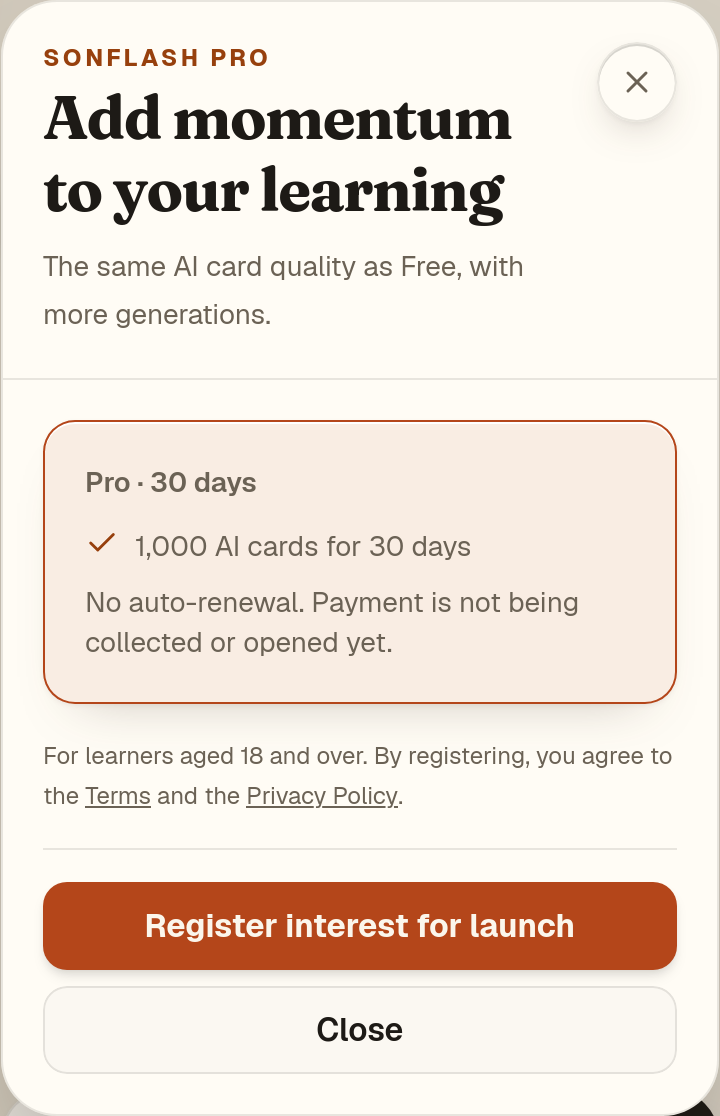 SONFLASH PRO
Add momentum
to your learning
The same AI card quality as Free, with
more generations.
Pro · 30 days
1,000 AI cards for 30 days
No auto-renewal. Payment is not being
collected or opened yet.
For learners aged 18 and over. By registering, you agree to
the Terms and the Privacy Policy.
Register interest for launch
Close